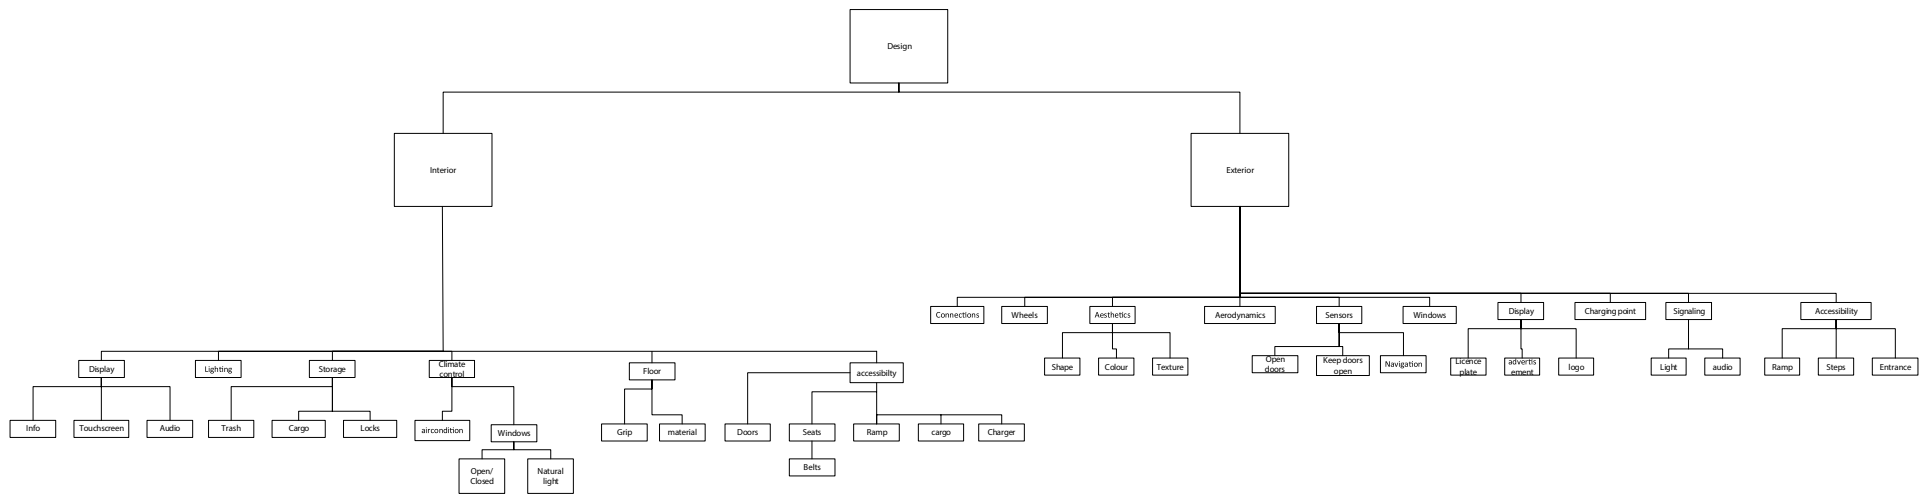 Design
Interior
Exterior
Connections
Wheels
Aesthetics
Aerodynamics
Sensors
Windows
Display
Charging point
Signaling
Accessibility
Shape
Colour
Texture
Open
doors
Keep doors
open
Navigation
Licence
plate
advertis
ement
logo
Light
audio
Ramp
Steps
Entrance
Display
Lighting
Storage
Climate
control
Floor
accessibilty
Info
Touchscreen
Audio
Trash
Cargo
Locks
aircondition
Windows
Grip
material
Doors
Seats
Ramp
cargo
Charger
Open/
Closed
Natural
light
Belts